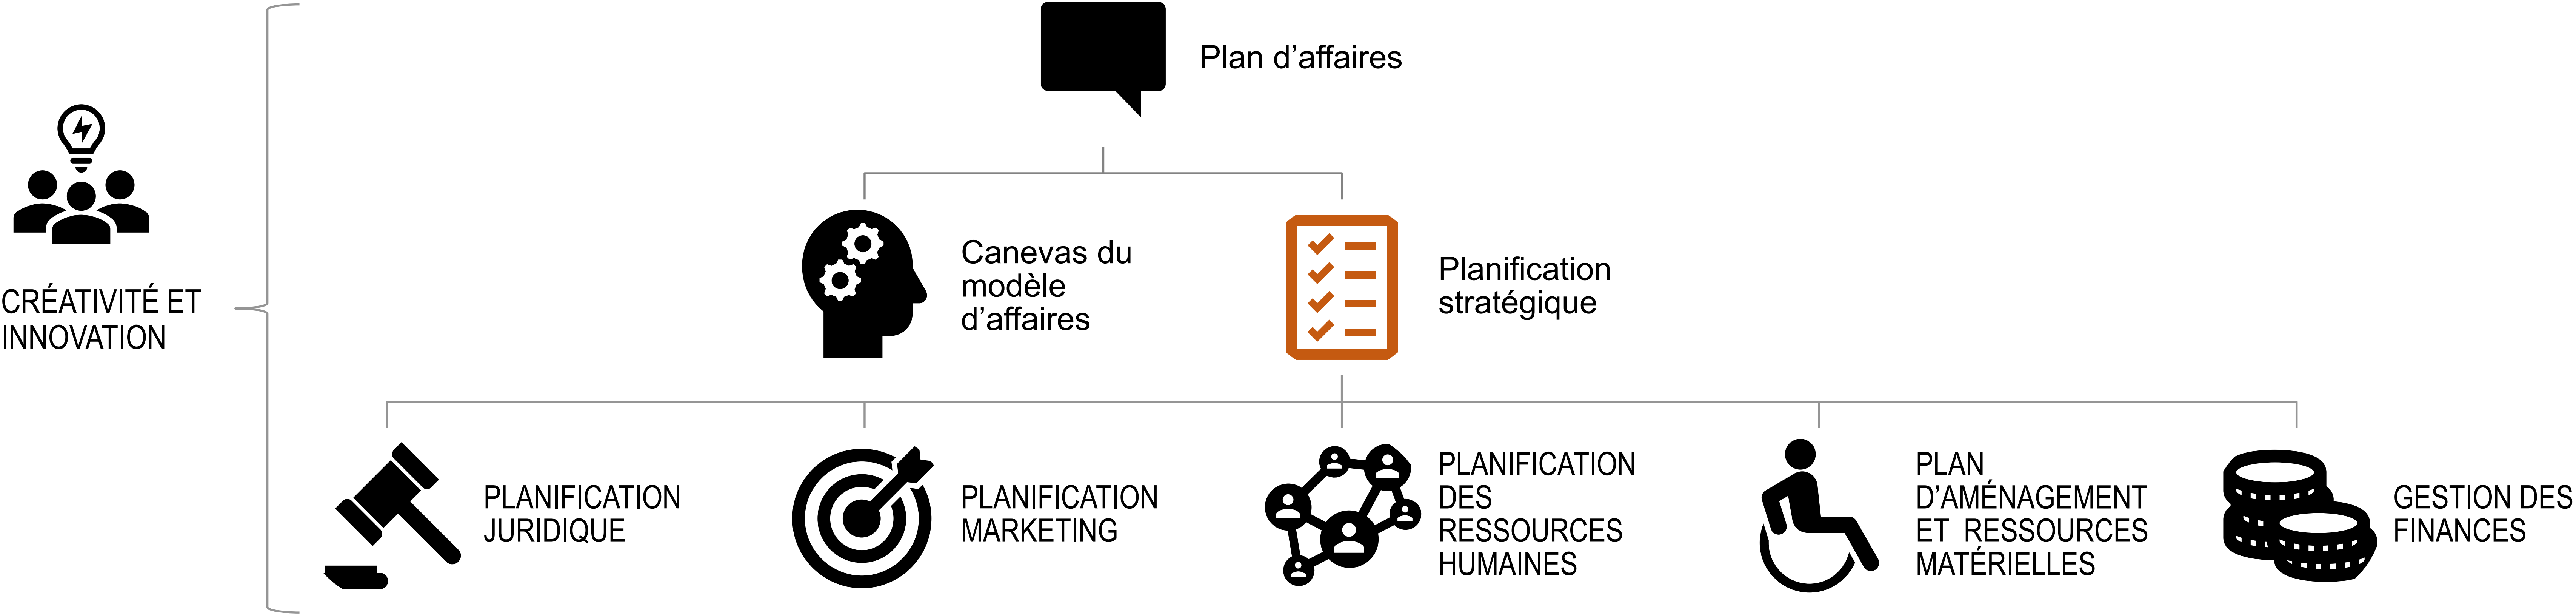 Plan d’affaires
CRÉATIVITÉ ET
INNOVATION
Canevas du
modèle
d’affaires
Planification
stratégique
PLANIFICATION
JURIDIQUE
PLANIFICATION
MARKETING
PLANIFICATION
DES
RESSOURCES
HUMAINES
PLAN
D’AMÉNAGEMENT
ET RESSOURCES
MATÉRIELLES
GESTION DES
FINANCES